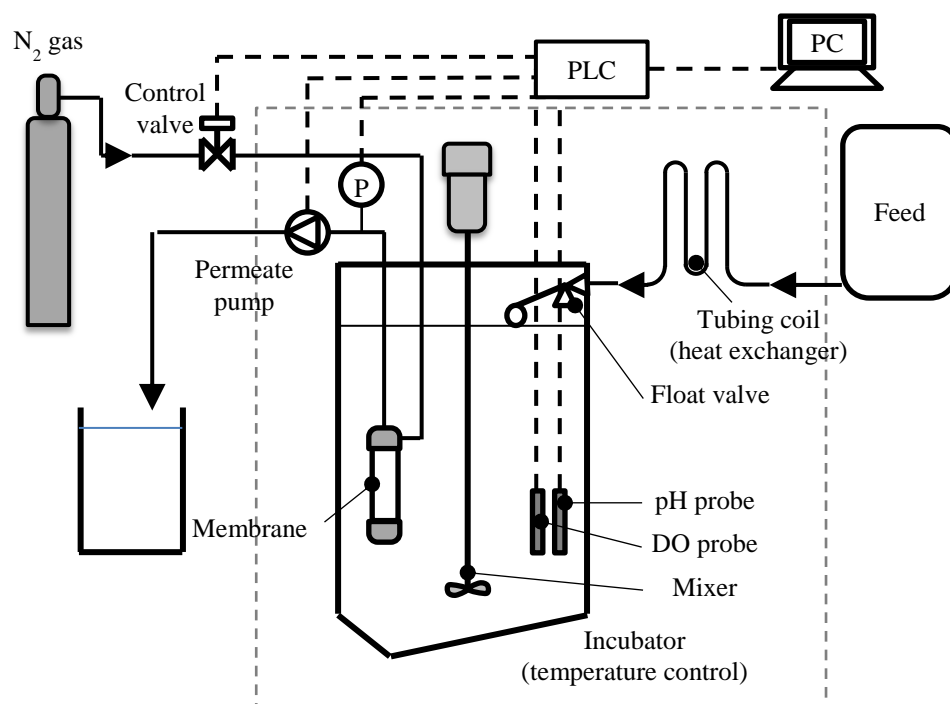 N2 gas
Control
valve
PLC
PC
P
Feed
Permeate
pump
Tubing coil
(heat exchanger)
Float valve
Membrane
pH probe
DO probe
Mixer
Incubator
(temperature control)